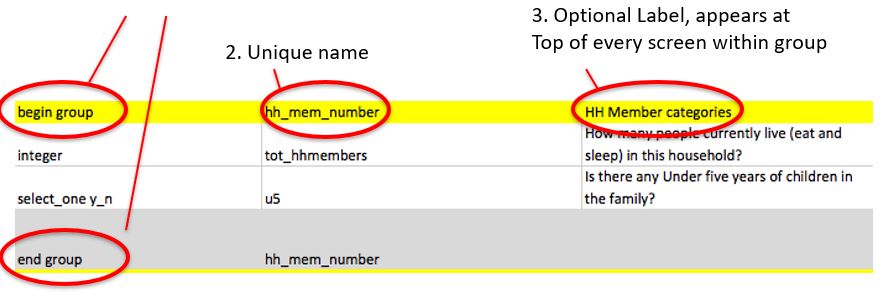 3. Optional Label, appears at
Top of every screen within group
2. Unique name
begin group hh_mem_number HH Member categories
How many people currently live (eat and
integer tot_hhmembers sleep) in this household?
Is there any Under five years of children in
select_one y_n u5 the family?
end group hh_mem_number